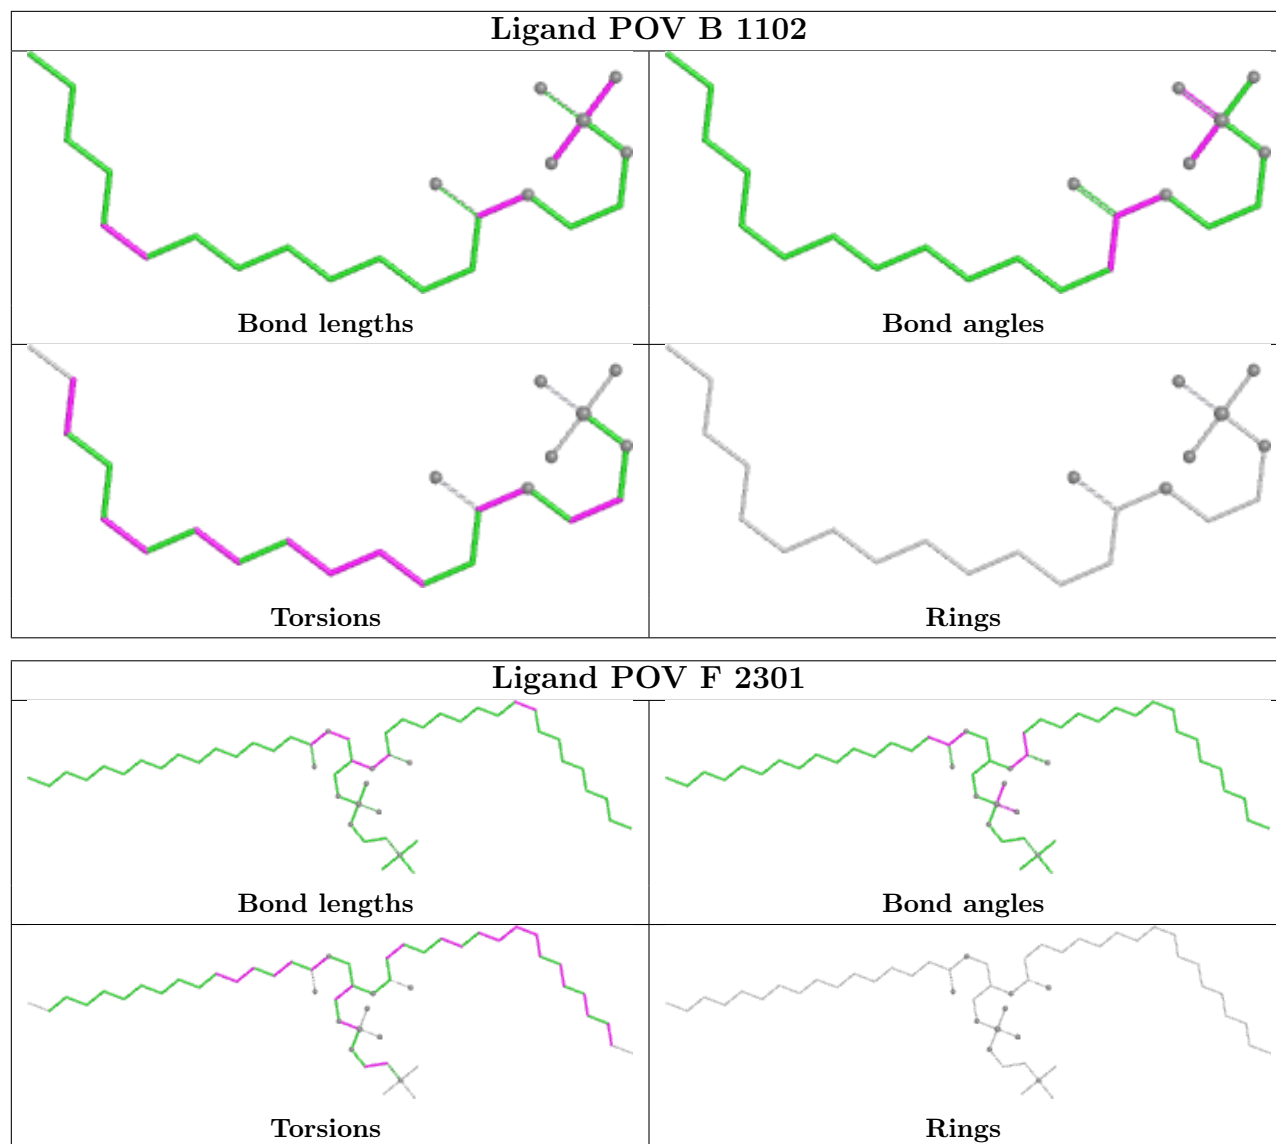 Ligand POV B 1102
Bond lengths
Bond angles
Torsions
Rings
Ligand POV F 2301
Bond lengths
Bond angles
Torsions
Rings